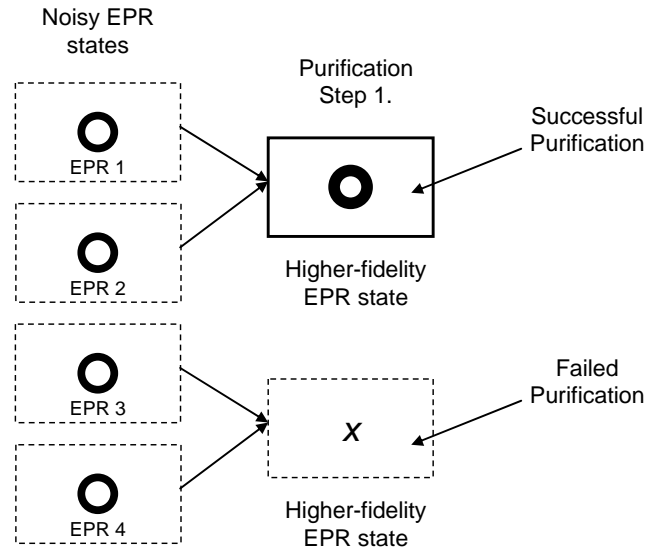 Noisy EPR
states
EPR 1
EPR 2
EPR 3
EPR 4
Purification
Step 1.
Higher-fidelity
EPR state
Successful
Purification
x
Higher-fidelity
EPR state
Failed
Purification